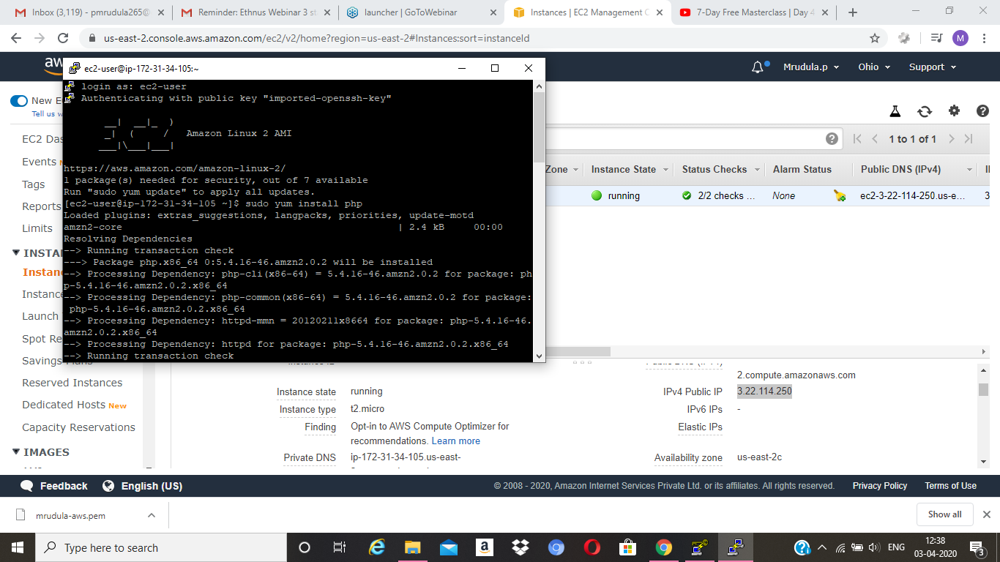 Inbox (3,119) - pmrudula265@
Reminder: Ethnus Webinar 3 st
launcher | GoToWebinar
Instances | EC2 Management C
7-Day Free Masterclass | Day 4
us-east-2.console.aws.amazon.com/ec2/v2/home?region=us-east-2#Instances:sort=instanceId
M
aw
Mrudula.p
Ohio
Support
ec2-user@ip-172-31-34-105:~
login as: ec2-user
Authenticating with public key "imported-openssh-key"
__| __|_ )
_| ( / Amazon Linux 2 AMI
___|\___|___|
https://aws.amazon.com/amazon-linux-2/
1 package(s) needed for security, out of 7 available
Run "sudo yum update" to apply all updates.
[ec2-user@ip-172-31-34-105 ~]$ sudo yum install php
Loaded plugins: extras_suggestions, langpacks, priorities, update-motd
amzn2-core | 2.4 kB 00:00
Resolving Dependencies
--> Running transaction check
---> Package php.x86_64 0:5.4.16-46.amzn2.0.2 will be installed
--> Processing Dependency: php-cli(x86-64) = 5.4.16-46.amzn2.0.2 for package: ph
p-5.4.16-46.amzn2.0.2.x86_64
--> Processing Dependency: php-common(x86-64) = 5.4.16-46.amzn2.0.2 for package:
php-5.4.16-46.amzn2.0.2.x86_64
--> Processing Dependency: httpd-mmn = 20120211x8664 for package: php-5.4.16-46.
amzn2.0.2.x86_64
--> Processing Dependency: httpd for package: php-5.4.16-46.amzn2.0.2.x86_64
--> Running transaction check
New E
Tell us w
EC2 Das
Events
Tags
Reports
Limits
INSTA
Instanc
Instance
Launch
Spot Re
Savings Plans
Reserved Instances
Dedicated Hosts New
Capacity Reservations
IMAGES
1 to 1 of 1
Zone
Instance State
Status Checks
Alarm Status
Public DNS (IPv4)
running
2/2 checks ...
None
ec2-3-22-114-250.us-e...
3
2.compute.amazonaws.com
Instance state running
IPv4 Public IP 3.22.114.250
Instance type t2.micro
IPv6 IPs -
Finding Opt-in to AWS Compute Optimizer for
recommendations. Learn more
Elastic IPs
Private DNS ip-172-31-34-105.us-east-
Availability zone us-east-2c
Feedback
English (US)
© 2008 - 2020, Amazon Internet Services Private Ltd. or its affiliates. All rights reserved.
Privacy Policy
Terms of Use
mrudula-aws.pem
Show all
Type here to search
ENG
12:38
03-04-2020
3